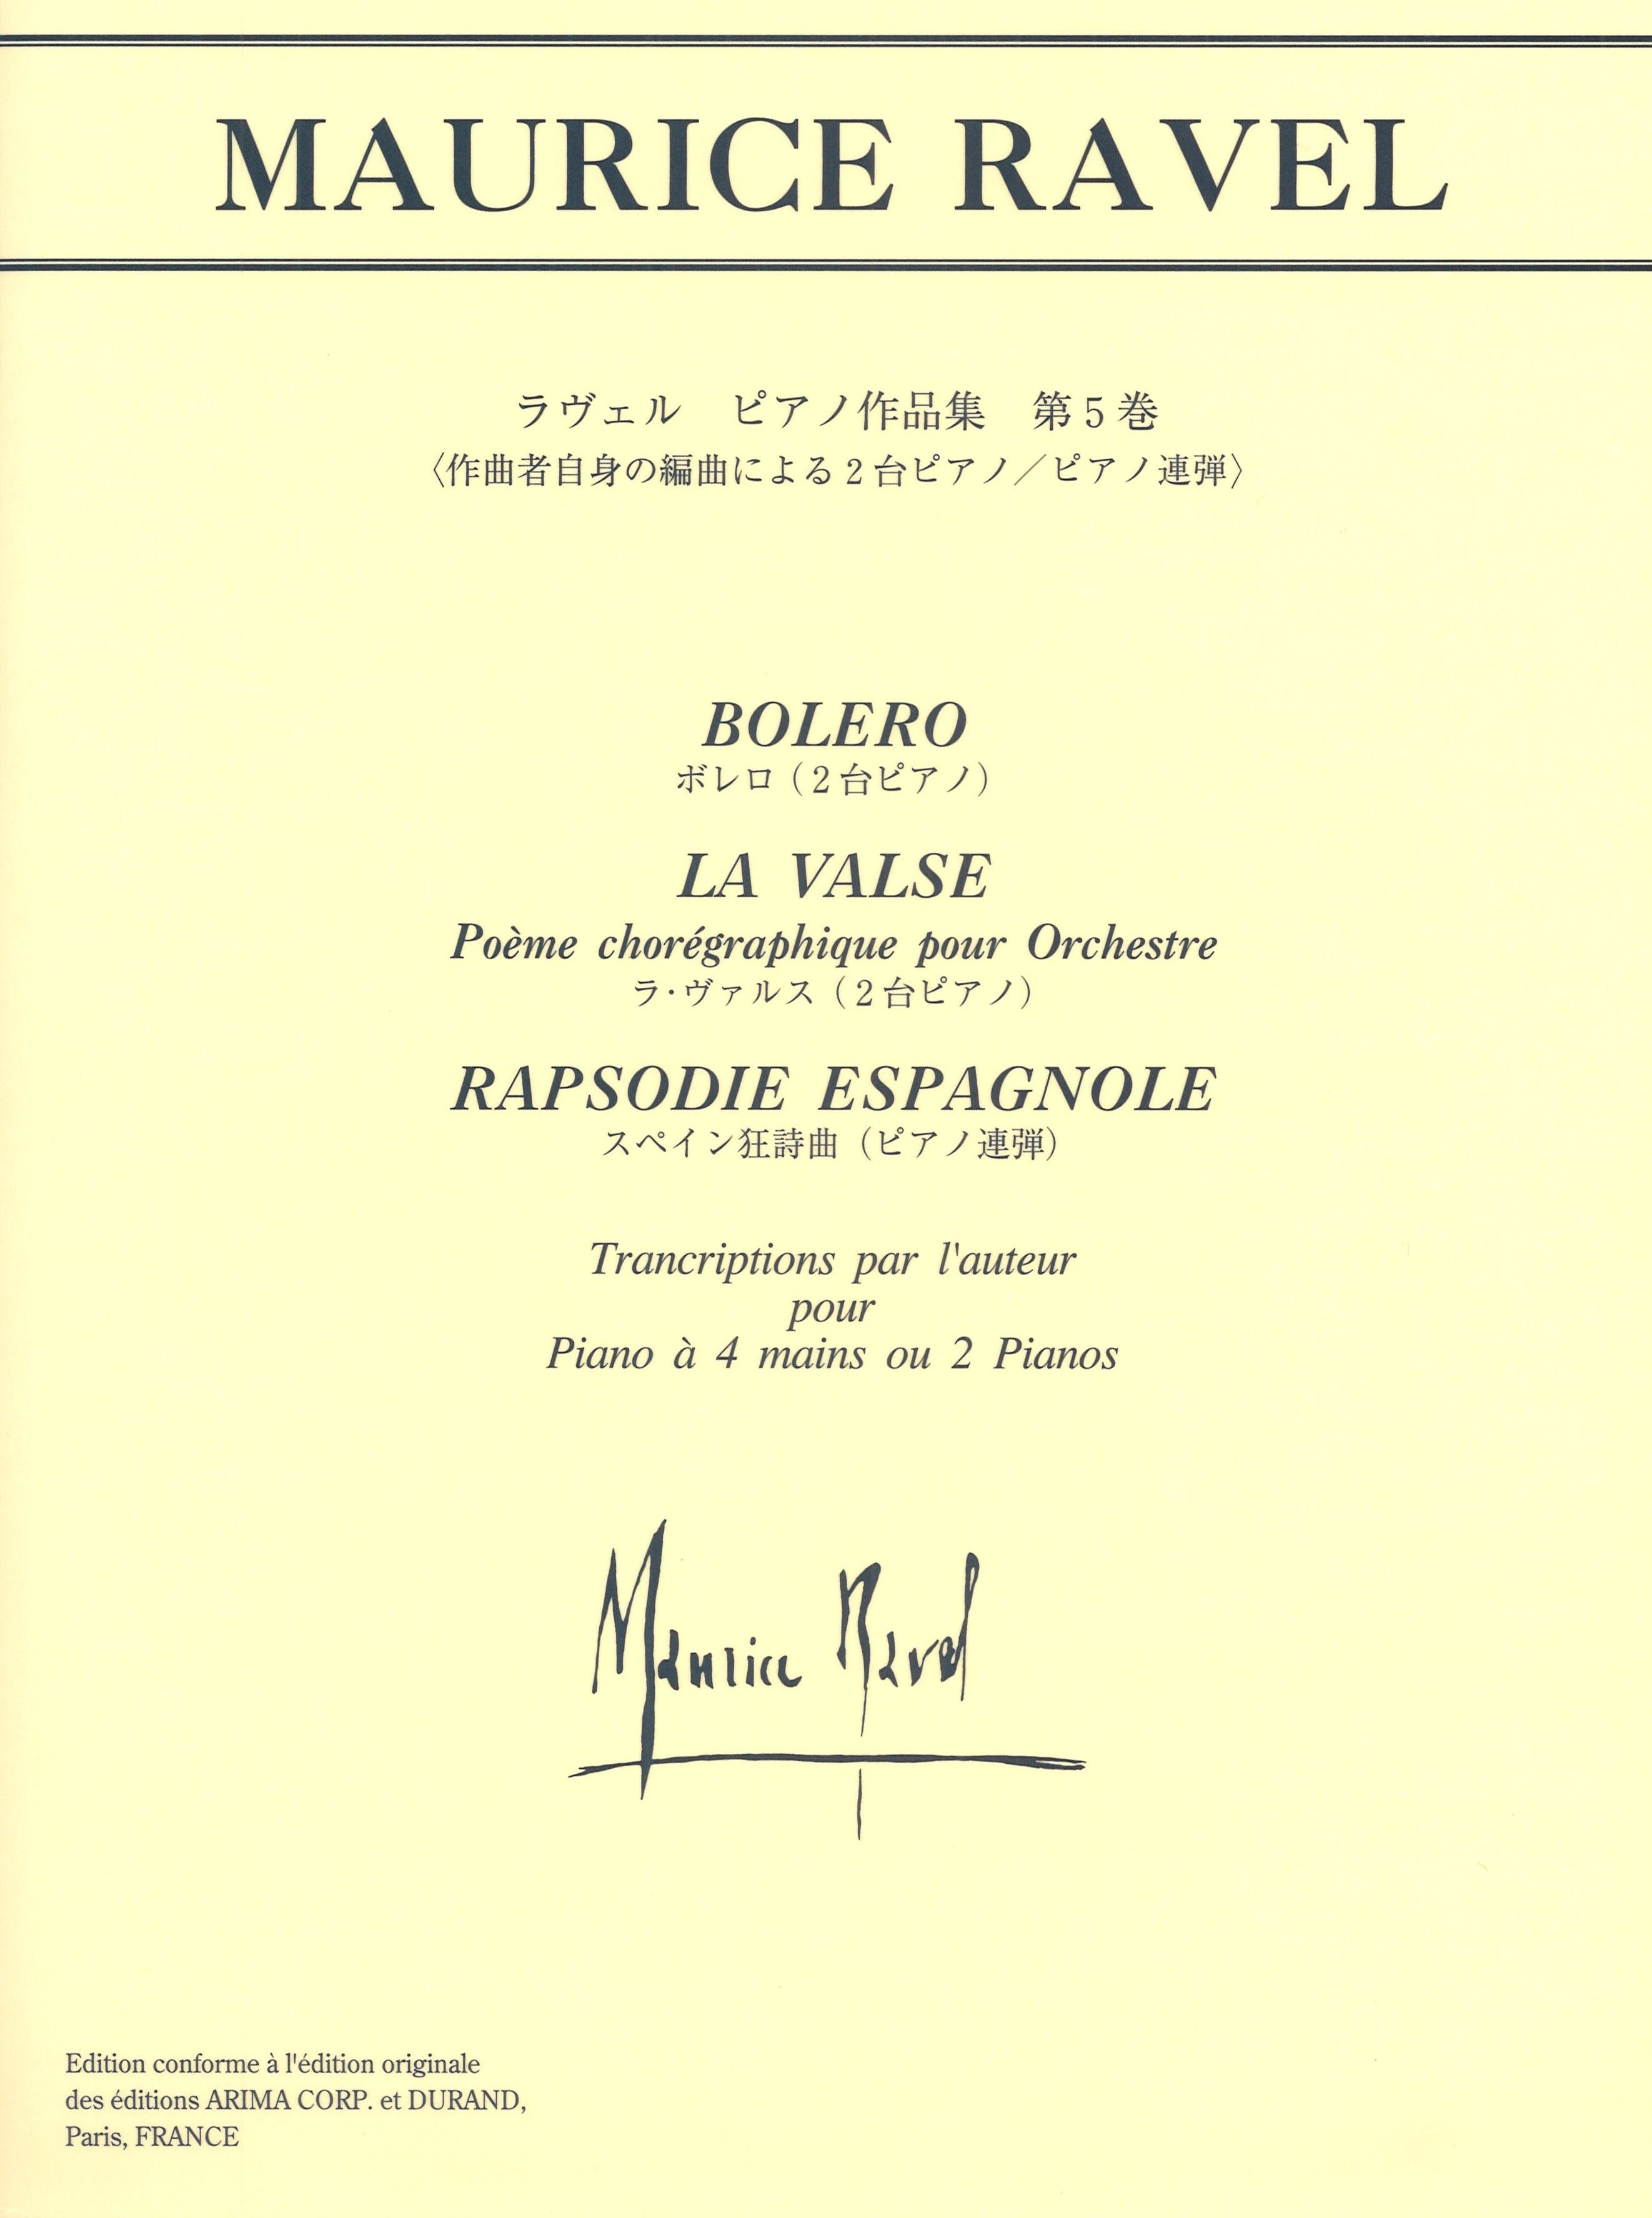 MAURICE RAVEL
ラヴェル　ピアノ作品集　第5巻
〈作曲者自身の編曲による2台ピアノ／ピアノ連弾〉
BOLERO
ボレロ（2台ピアノ）
LA VALSE
Poème chorégraphique pour Orchestre
ラ・ヴァルス（2台ピアノ）
RAPSODIE ESPAGNOLE
スペイン狂詩曲（ピアノ連弾）
Trancriptions par l'auteur
pour
Piano à 4 mains ou 2 Pianos
Maurice Ravel
Edition conforme à l'édition originale
des éditions ARIMA CORP. et DURAND,
Paris, FRANCE